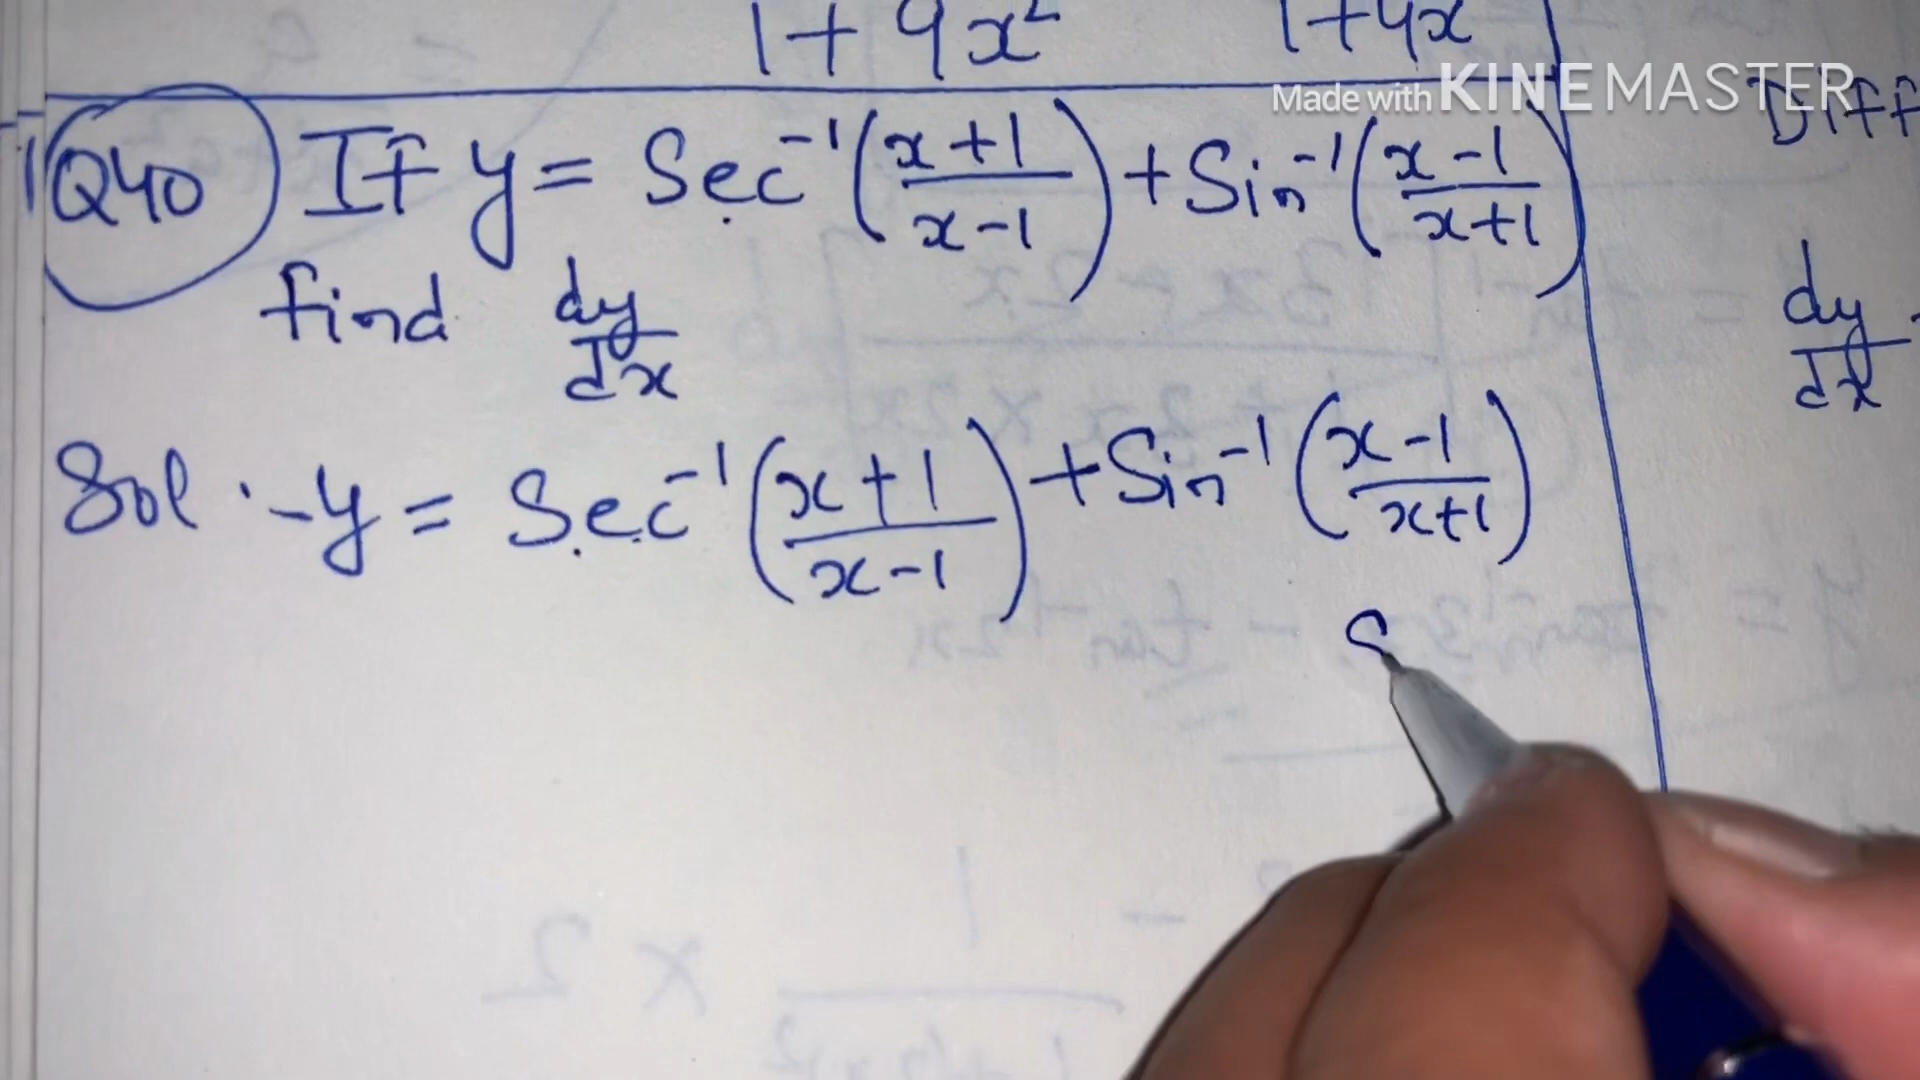 1+4x² 1+4x
Made with KINEMASTER
Q40 If y = Sec⁻¹(x+1/x-1) + Sin⁻¹(x-1/x+1)
find dy/dx
Sol :- y = Sec⁻¹(x+1/x-1) + Sin⁻¹(x-1/x+1)
S
Diff
dy/dx